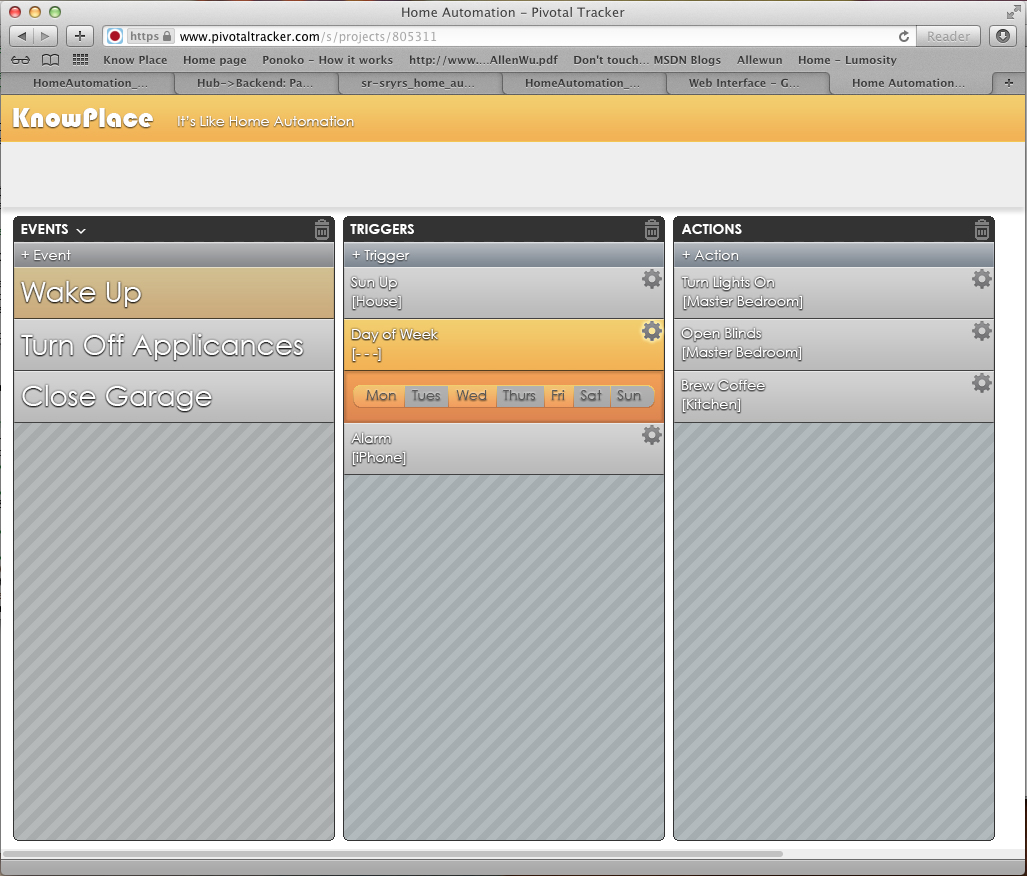 Home Automation – Pivotal Tracker
https www.pivotaltracker.com/s/projects/805311 Reader
Know Place Home page Ponoko – How it works http://www....AllenWu.pdf Don't touch... MSDN Blogs Allewun Home – Lumosity
HomeAutomation_... Hub->Backend: Pa... sr-sryrs_home_au... HomeAutomation_... Web Interface – G... Home Automation...
KnowPlace It's Like Home Automation
EVENTS
+ Event
Wake Up
Turn Off Applicances
Close Garage
TRIGGERS
+ Trigger
Sun Up
[House]
Day of Week
[- - -]
Mon Tues Wed Thurs Fri Sat Sun
Alarm
[iPhone]
ACTIONS
+ Action
Turn Lights On
[Master Bedroom]
Open Blinds
[Master Bedroom]
Brew Coffee
[Kitchen]